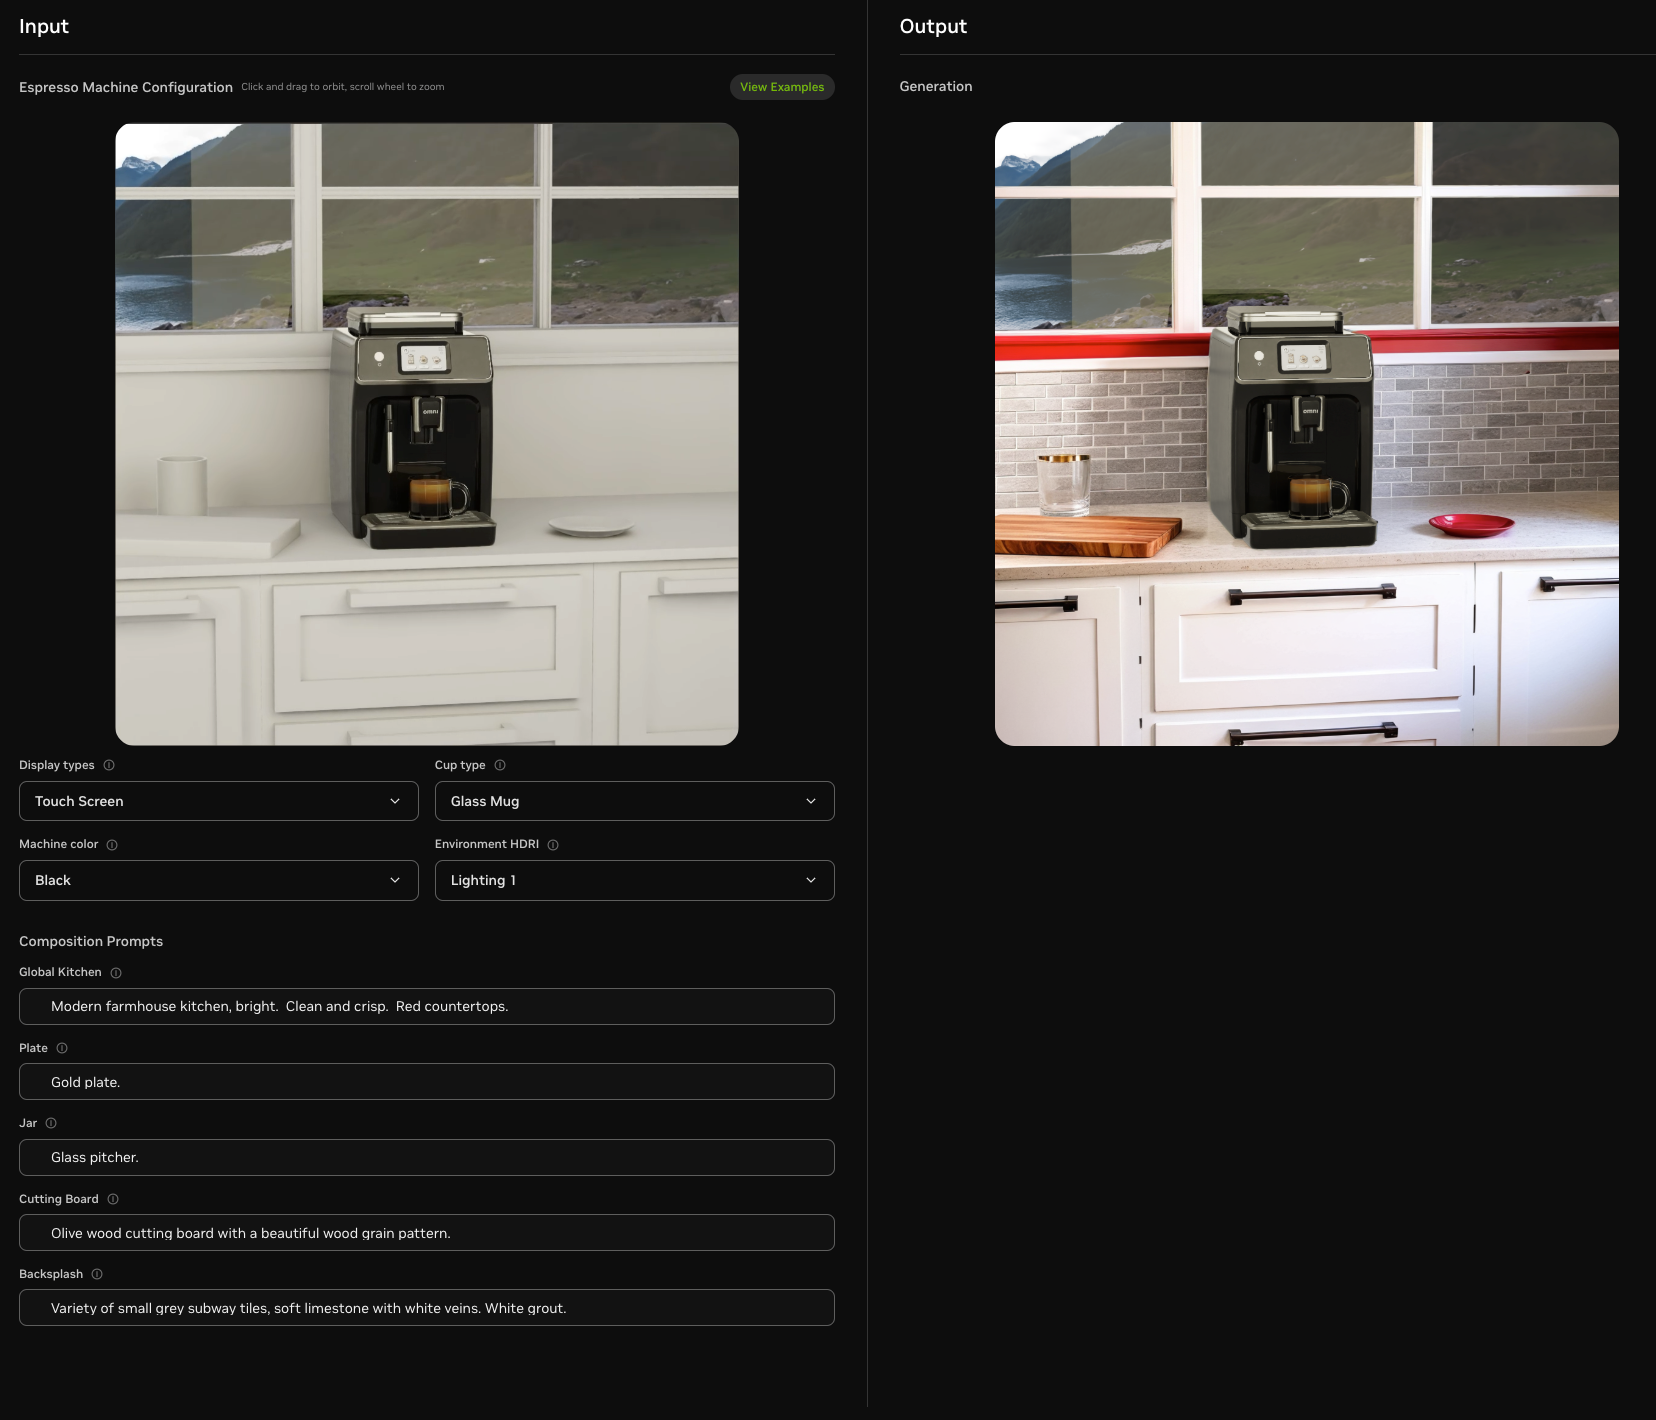 Input
Espresso Machine Configuration Click and drag to orbit, scroll wheel to zoom
View Examples
omni
Display types
Cup type
Touch Screen
Glass Mug
Machine color
Environment HDRI
Black
Lighting 1
Composition Prompts
Global Kitchen
Modern farmhouse kitchen, bright.  Clean and crisp.  Red countertops.
Plate
Gold plate.
Jar
Glass pitcher.
Cutting Board
Olive wood cutting board with a beautiful wood grain pattern.
Backsplash
Variety of small grey subway tiles, soft limestone with white veins. White grout.
Output
Generation
omni